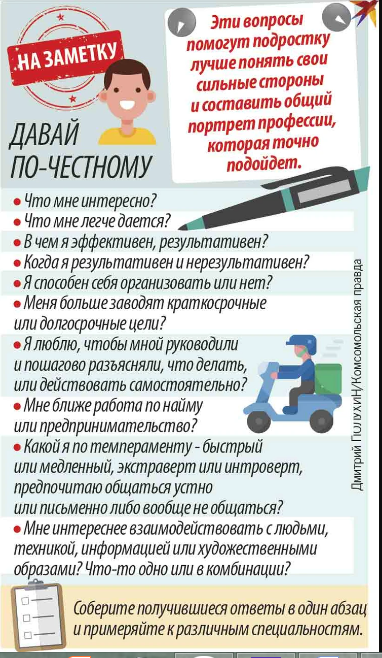 НА ЗАМЕТКУ
Эти вопросы
помогут подростку
лучше понять свои
сильные стороны
и составить общий
портрет профессии,
которая точно
подойдет.
ДАВАЙ
ПО-ЧЕСТНОМУ
• Что мне интересно?
• Что мне легче дается?
• В чем я эффективен, результативен?
• Когда я результативен и нерезультативен?
• Я способен себя организовать или нет?
• Меня больше заводят краткосрочные
или долгосрочные цели?
• Я люблю, чтобы мной руководили
и пошагово разъясняли, что делать,
или действовать самостоятельно?
• Мне ближе работа по найму
или предпринимательство?
• Какой я по темпераменту - быстрый
или медленный, экстраверт или интроверт,
предпочитаю общаться устно
или письменно либо вообще не общаться?
• Мне интереснее взаимодействовать с людьми,
техникой, информацией или художественными
образами? Что-то одно или в комбинации?
Соберите получившиеся ответы в один абзац
и примеряйте к различным специальностям.
Дмитрий ПОЛУХИН/Комсомольская правда